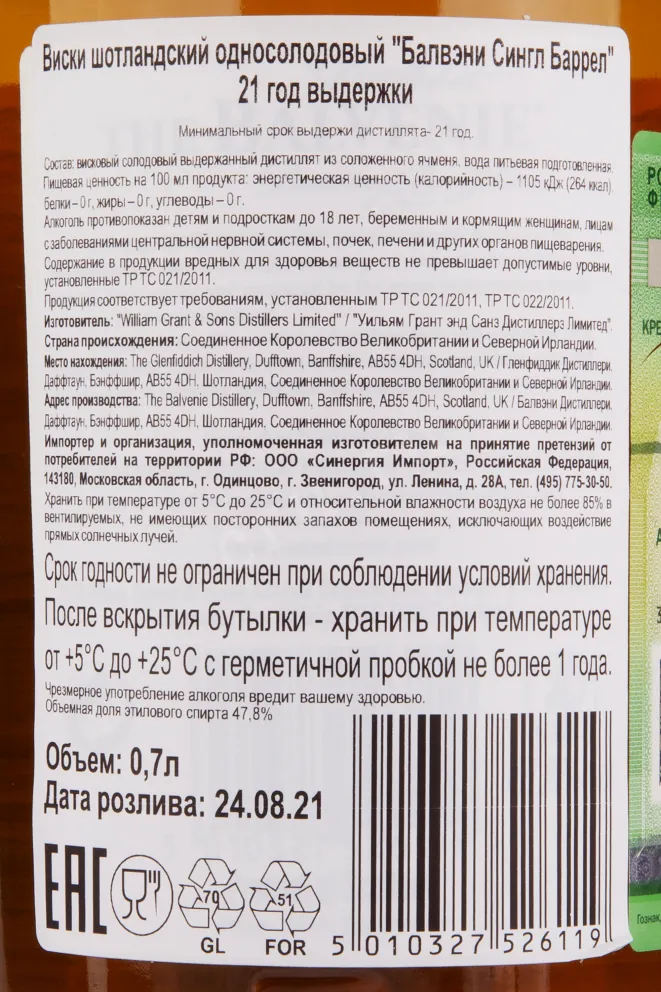 Виски шотландский односолодовый "Балвэни Сингл Баррел"
21 год выдержки
Минимальный срок выдержки дистиллята- 21 год.
Состав: висковый солодовый выдержанный дистиллят из соложенного ячменя, вода питьевая подготовленная.
Пищевая ценность на 100 мл продукта: энергетическая ценность (калорийность) – 1105 кДж (264 ккал),
белки – 0 г, жиры – 0 г, углеводы – 0 г.
Алкоголь противопоказан детям и подросткам до 18 лет, беременным и кормящим женщинам, лицам
с заболеваниями центральной нервной системы, почек, печени и других органов пищеварения.
Содержание в продукции вредных для здоровья веществ не превышает допустимые уровни,
установленные ТР ТС 021/2011.
Продукция соответствует требованиям, установленным ТР ТС 021/2011, ТР ТС 022/2011.
Изготовитель: "William Grant & Sons Distillers Limited" / "Уильям Грант энд Санз Дистиллерз Лимитед".
Страна происхождения: Соединенное Королевство Великобритании и Северной Ирландии.
Место нахождения: The Glenfiddich Distillery, Dufftown, Banffshire, AB55 4DH, Scotland, UK / Гленфиддик Дистиллери,
Даффтаун, Бэнффшир, AB55 4DH, Шотландия, Соединенное Королевство Великобритании и Северной Ирландии.
Адрес производства: The Balvenie Distillery, Dufftown, Banffshire, AB55 4DH, Scotland, UK / Балвэни Дистиллери,
Даффтаун, Бэнффшир, AB55 4DH, Шотландия, Соединенное Королевство Великобритании и Северной Ирландии.
Импортер и организация, уполномоченная изготовителем на принятие претензий от
потребителей на территории РФ: ООО «Синергия Импорт», Российская Федерация,
143180, Московская область, г. Одинцово, г. Звенигород, ул. Ленина, д. 28А, тел. (495) 775-30-50.
Хранить при температуре от 5°С до 25°С и относительной влажности воздуха не более 85% в
вентилируемых, не имеющих посторонних запахов помещениях, исключающих воздействие
прямых солнечных лучей.
Срок годности не ограничен при соблюдении условий хранения.
После вскрытия бутылки - хранить при температуре
от +5°С до +25°С с герметичной пробкой не более 1 года.
Чрезмерное употребление алкоголя вредит вашему здоровью.
Объемная доля этилового спирта 47,8%
Объем: 0,7л
Дата розлива: 24.08.21
EAC
70
GL
51
FOR
5 010327 526119
Гознак,